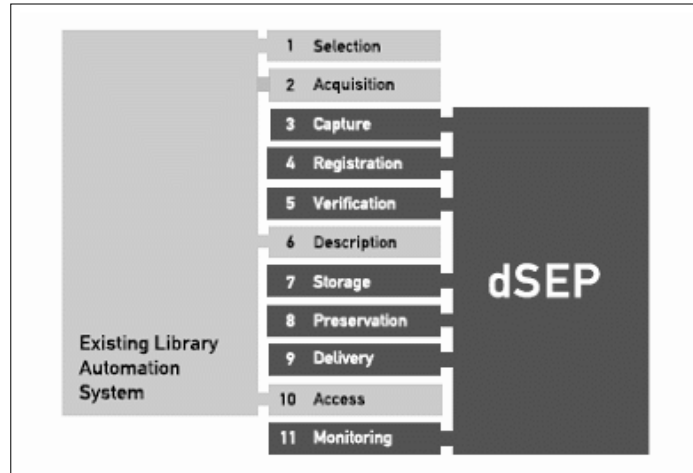 1 Selection
2 Acquisition
3 Capture
4 Registration
5 Verification
6 Description
7 Storage
8 Preservation
9 Delivery
10 Access
11 Monitoring
Existing Library
Automation
System
dSEP